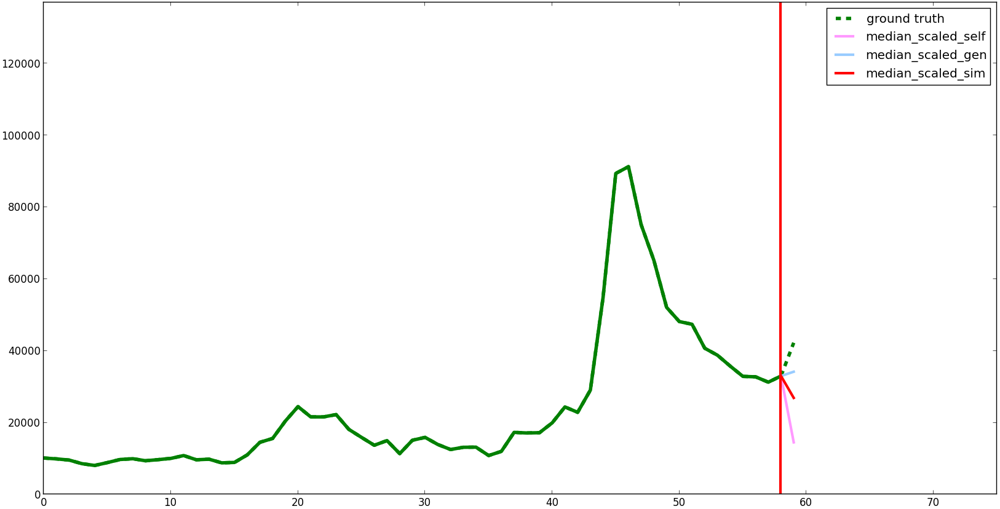 ground truth
median_scaled_self
median_scaled_gen
median_scaled_sim
120000
100000
80000
60000
40000
20000
0
0 10 20 30 40 50 60 70